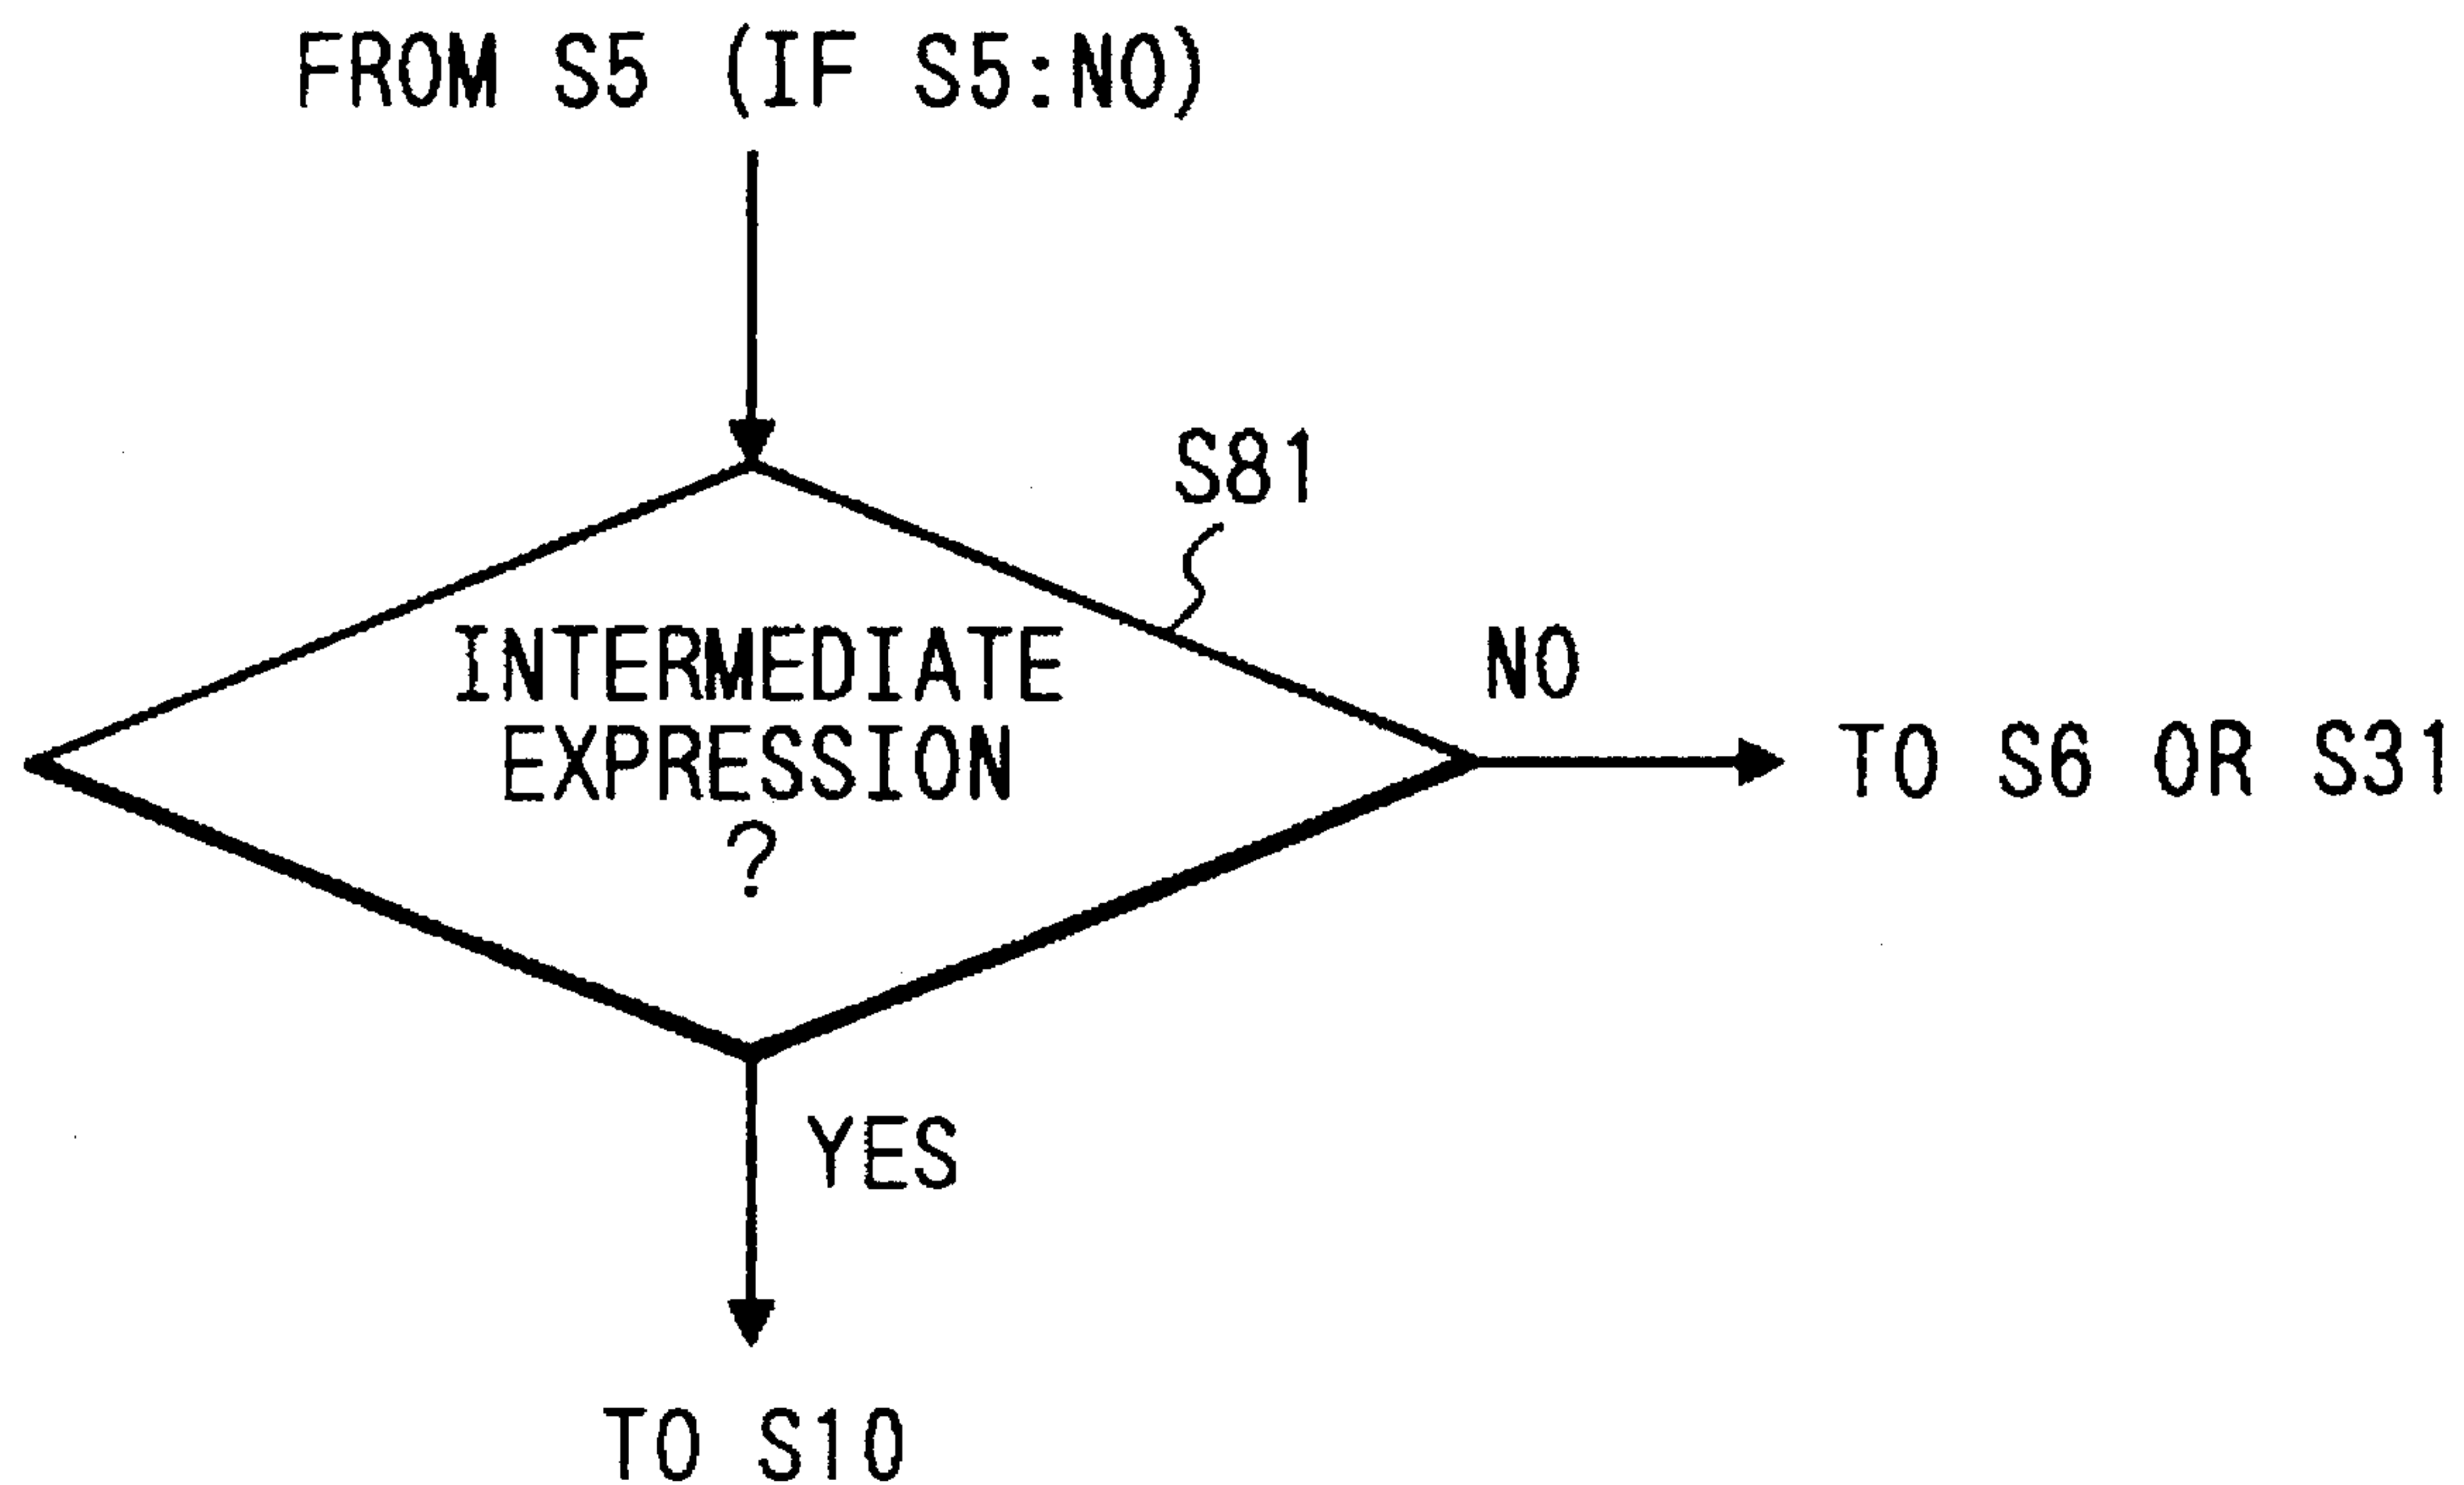 FROM S5 (IF S5:NO)
S81
INTERMEDIATE
EXPRESSION
?
NO
TO S6 OR S31
YES
TO S10